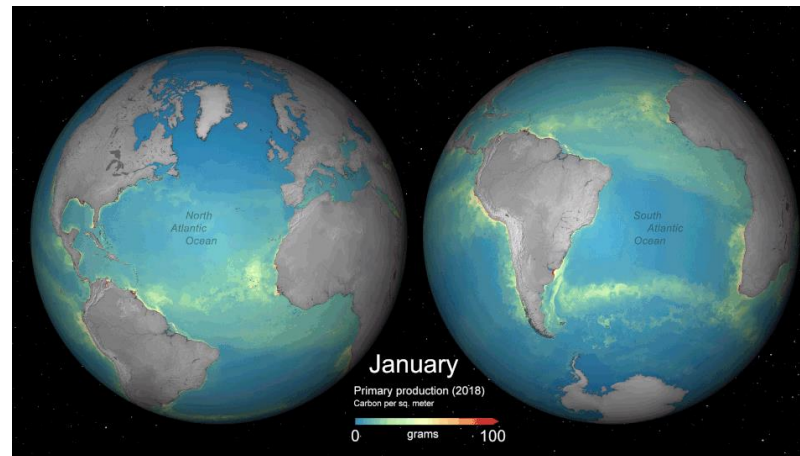 North
Atlantic
Ocean
South
Atlantic
Ocean
January
Primary production (2018)
Carbon per sq. meter
0 grams 100